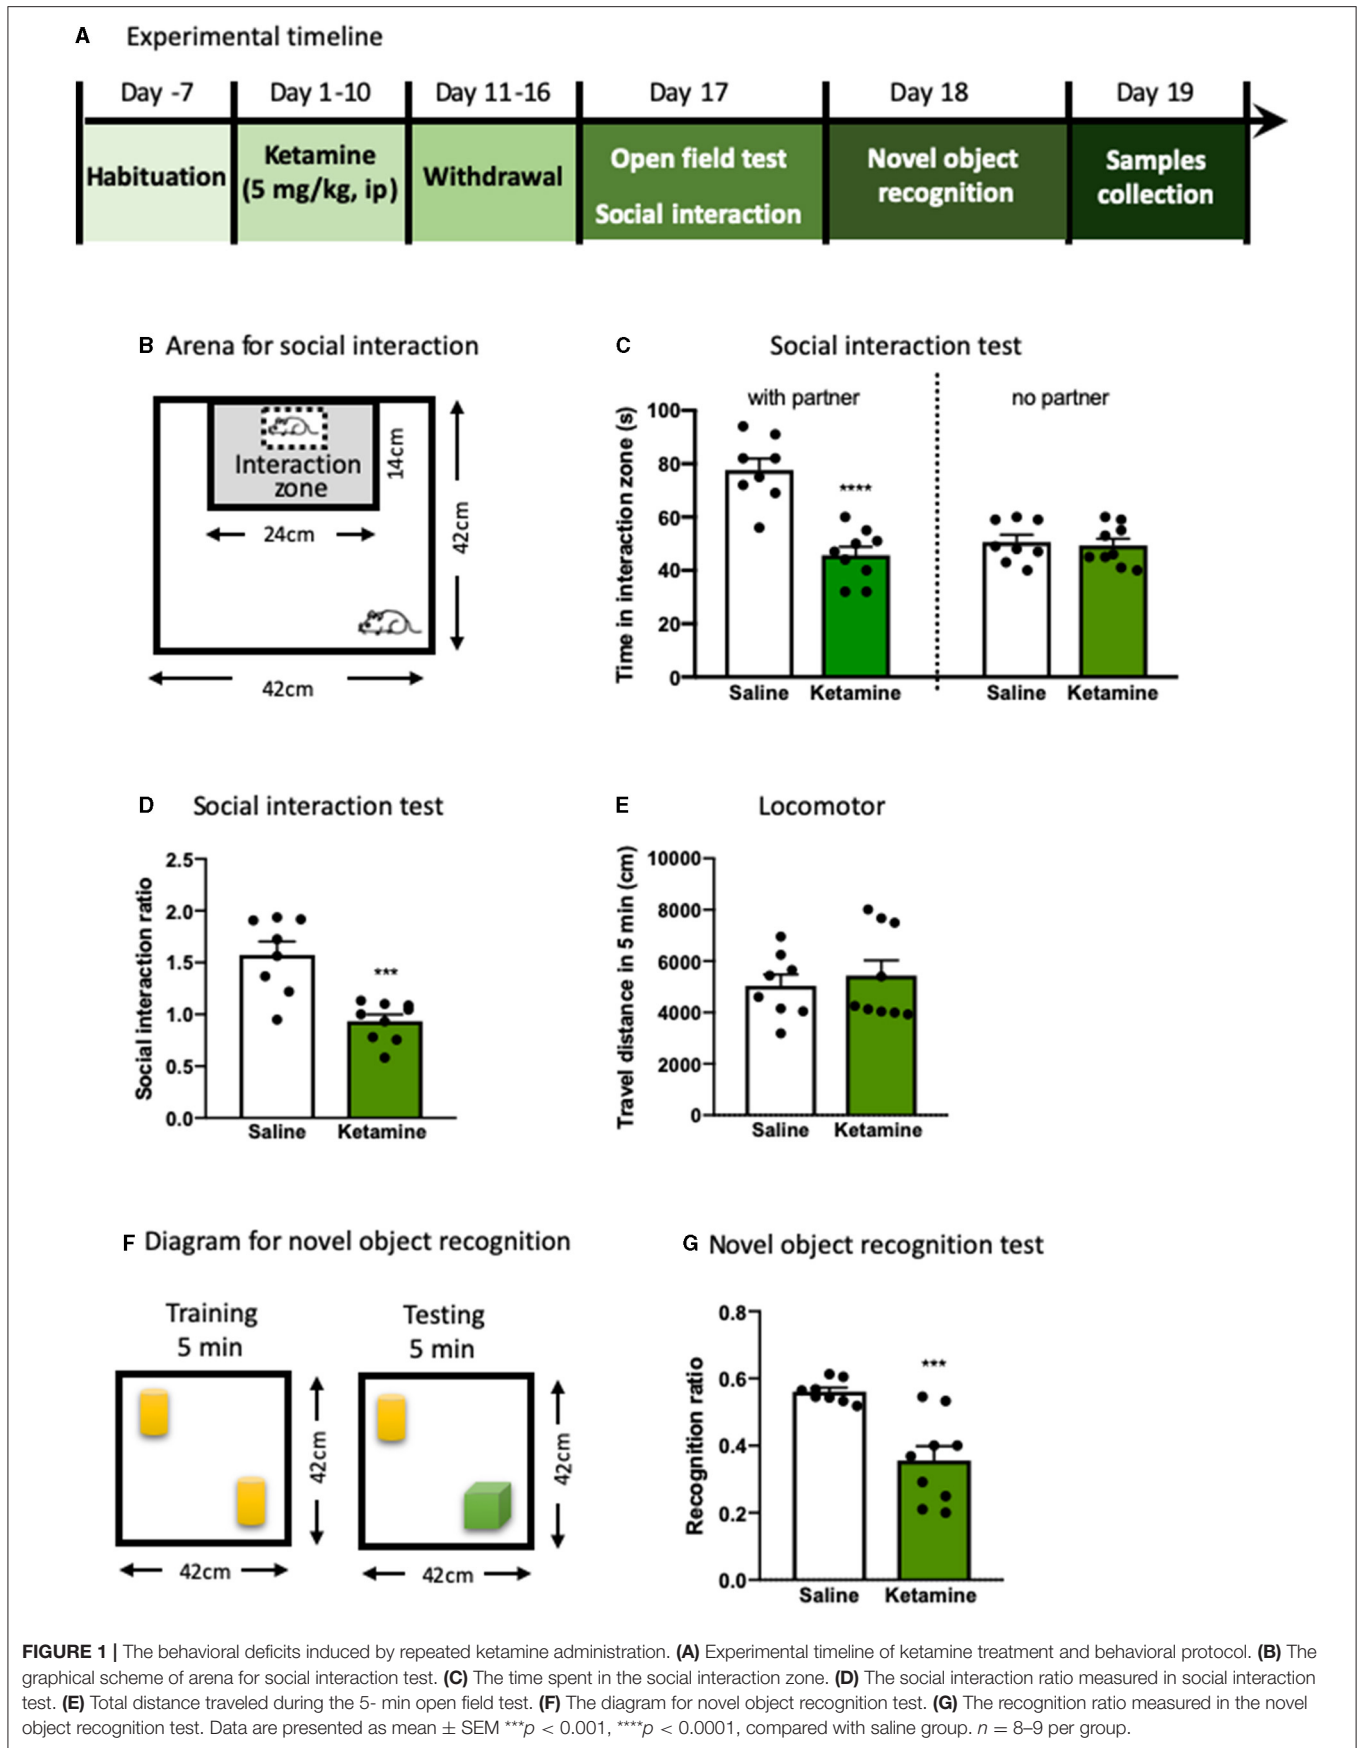 A Experimental timeline
Day -7 Day 1-10 Day 11-16 Day 17 Day 18 Day 19
Habituation
Ketamine
(5 mg/kg, ip)
Withdrawal
Open field test
Social interaction
Novel object
recognition
Samples
collection
B Arena for social interaction
Interaction
zone
14cm
24cm
42cm
42cm
C Social interaction test
with partner no partner
Time in interaction zone (s)
100
80
60
40
20
0
****
Saline Ketamine Saline Ketamine
D Social interaction test
Social interaction ratio
2.5
2.0
1.5
1.0
0.5
0.0
***
Saline Ketamine
E Locomotor
Travel distance in 5 min (cm)
10000
8000
6000
4000
2000
0
Saline Ketamine
F Diagram for novel object recognition
Training
5 min
42cm
42cm
Testing
5 min
42cm
42cm
G Novel object recognition test
Recognition ratio
0.8
0.6
0.4
0.2
0.0
***
Saline Ketamine
FIGURE 1 | The behavioral deficits induced by repeated ketamine administration. (A) Experimental timeline of ketamine treatment and behavioral protocol. (B) The
graphical scheme of arena for social interaction test. (C) The time spent in the social interaction zone. (D) The social interaction ratio measured in social interaction
test. (E) Total distance traveled during the 5- min open field test. (F) The diagram for novel object recognition test. (G) The recognition ratio measured in the novel
object recognition test. Data are presented as mean ± SEM ***p < 0.001, ****p < 0.0001, compared with saline group. n = 8–9 per group.